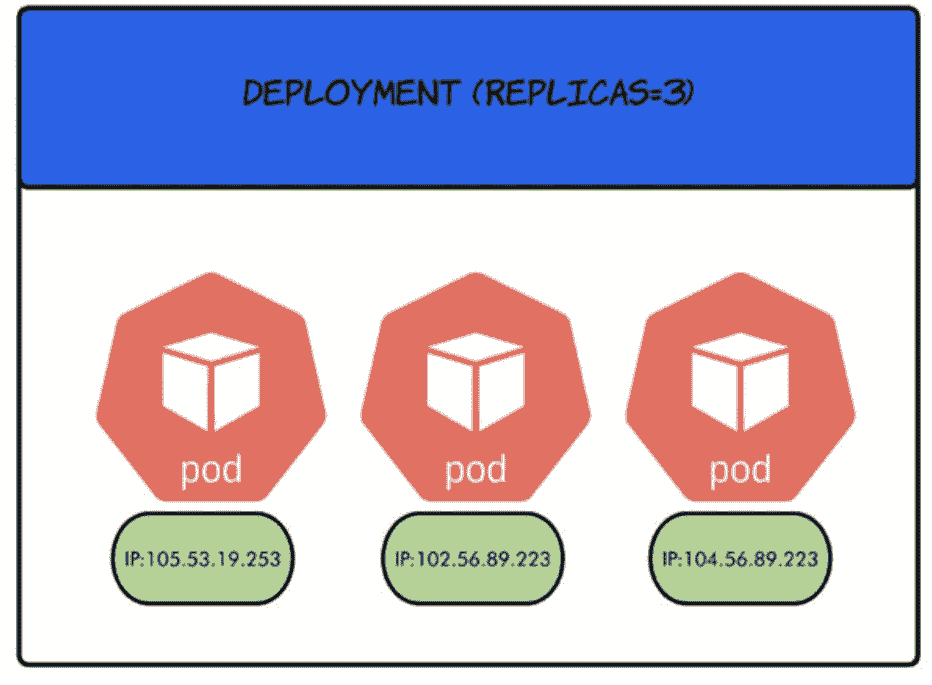 DEPLOYMENT (REPLICAS=3)
pod
pod
pod
IP:105.53.19.253
IP:102.56.89.223
IP:104.56.89.223